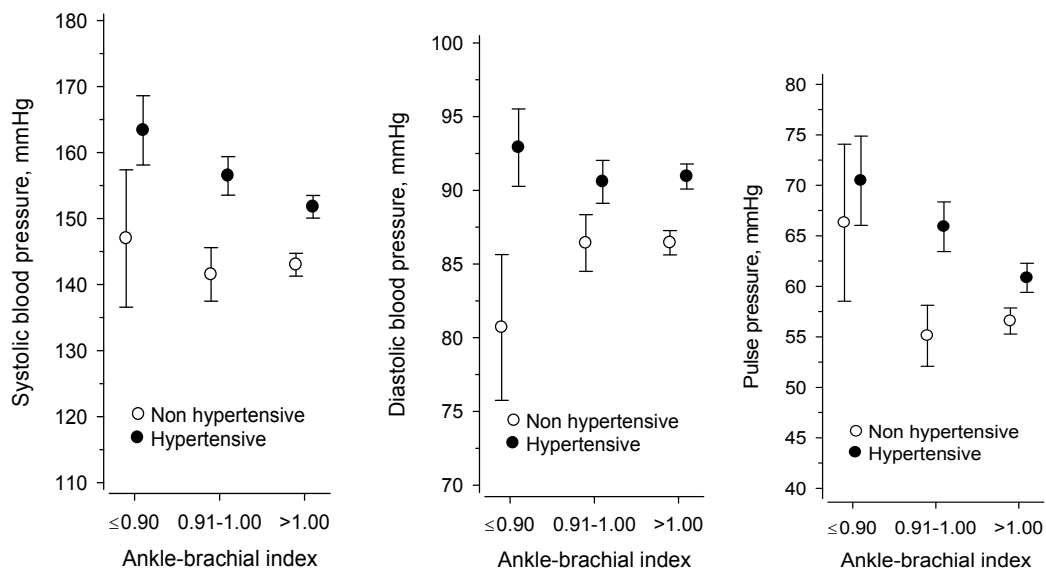 Systolic blood pressure, mmHg
180
170
160
150
140
130
120
110
Non hypertensive
Hypertensive
≤0.90 0.91-1.00 >1.00
Ankle-brachial index
Diastolic blood pressure, mmHg
100
95
90
85
80
75
70
Non hypertensive
Hypertensive
≤0.90 0.91-1.00 >1.00
Ankle-brachial index
Pulse pressure, mmHg
80
75
70
65
60
55
50
45
40
Non hypertensive
Hypertensive
≤0.90 0.91-1.00 >1.00
Ankle-brachial index